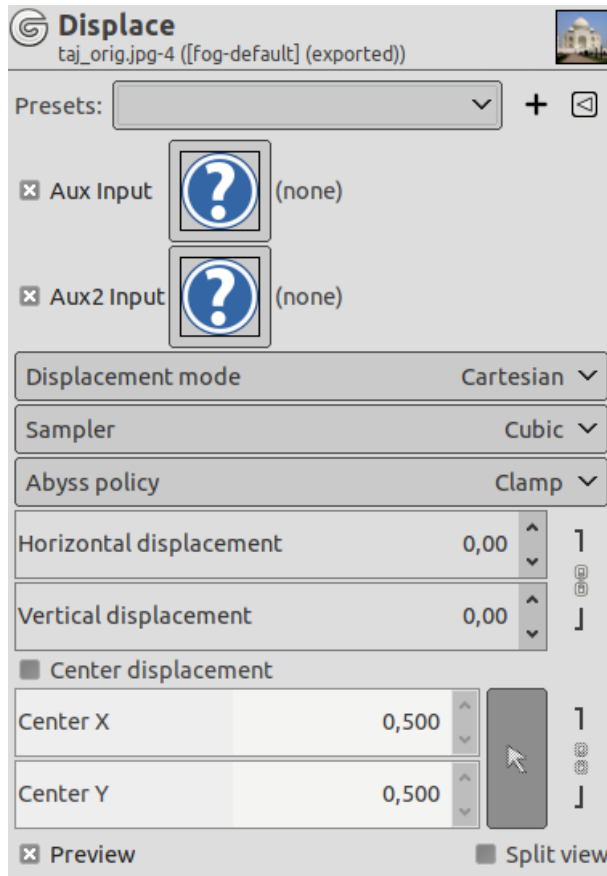 Displace
taj_orig.jpg-4 ([fog-default] (exported))
Presets:
Aux Input (none)
Aux2 Input (none)
Displacement mode Cartesian
Sampler Cubic
Abyss policy Clamp
Horizontal displacement 0,00
Vertical displacement 0,00
Center displacement
Center X 0,500
Center Y 0,500
Preview Split view